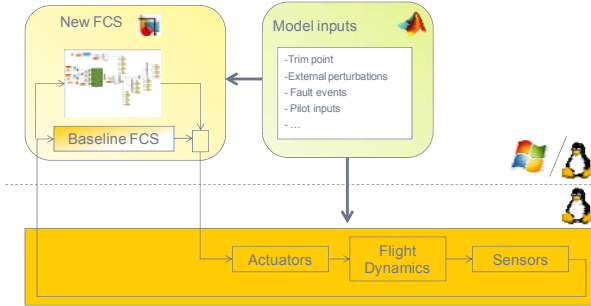 New FCS
Model inputs
-Trim point
-External perturbations
- Fault events
- Pilot inputs
- ...
Baseline FCS
Actuators
Flight
Dynamics
Sensors